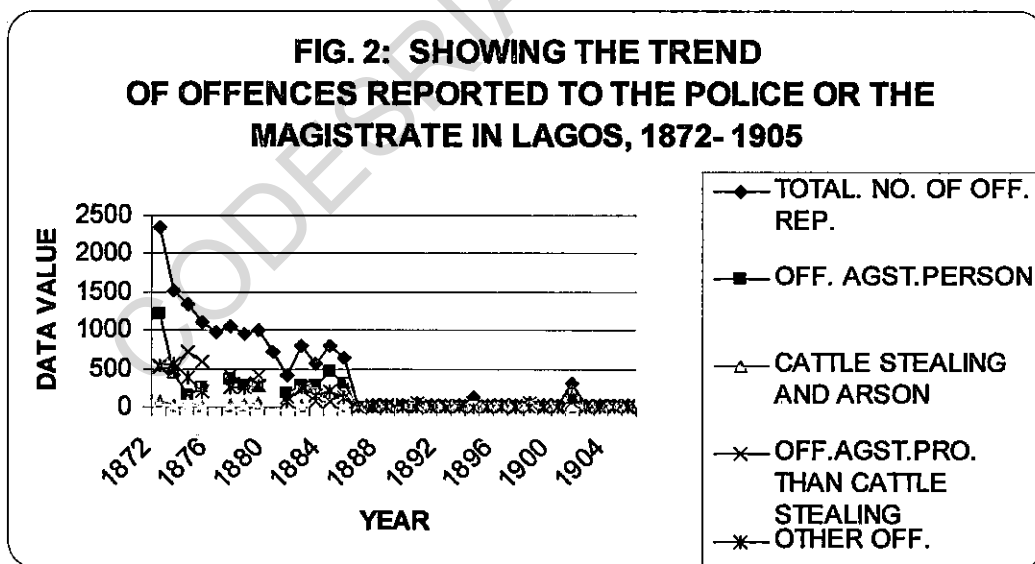 FIG. 2: SHOWING THE TREND
OF OFFENCES REPORTED TO THE POLICE OR THE
MAGISTRATE IN LAGOS, 1872- 1905
CODESRIA
DATA VALUE
2500
2000
1500
1000
500
0
1872
1876
1880
1884
1888
1892
1896
1900
1904
YEAR
TOTAL. NO. OF OFF.
REP.
OFF. AGST.PERSON
CATTLE STEALING
AND ARSON
OFF.AGST.PRO.
THAN CATTLE
STEALING
OTHER OFF.